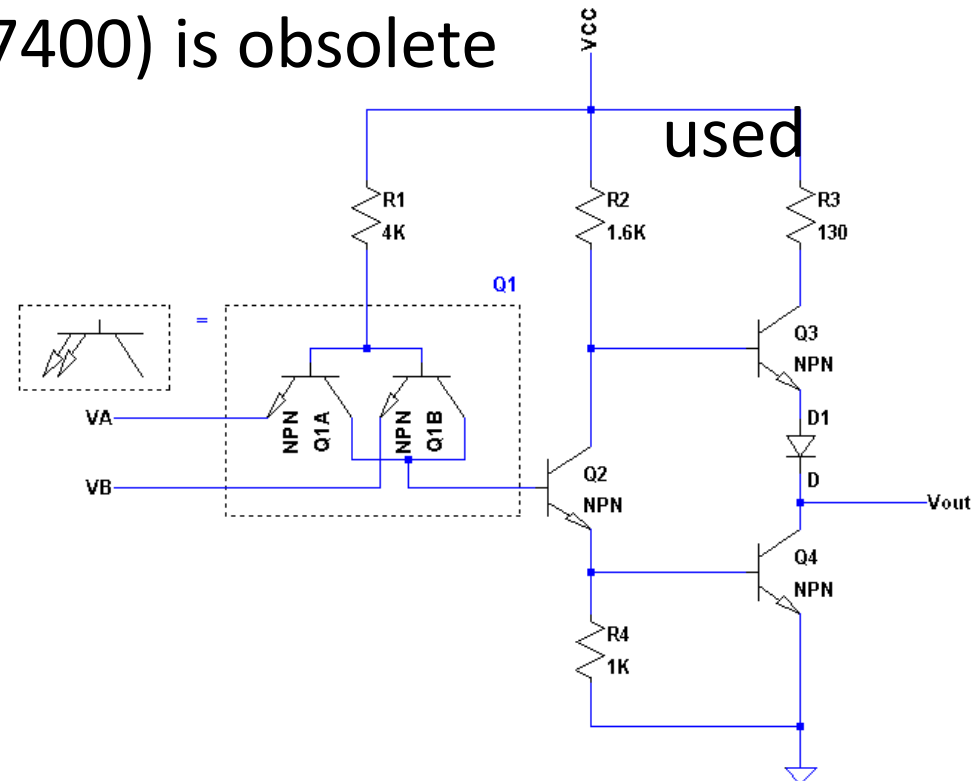 7400) is obsolete
VCC
used
R1
4K
R2
1.6K
R3
130
Q1
=
Q3
NPN
VA
NPN
Q1A
NPN
Q1B
D1
D
VB
Q2
NPN
Vout
Q4
NPN
R4
1K